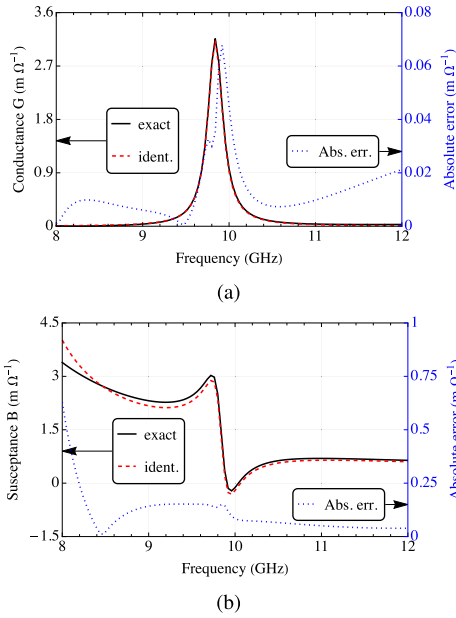 3.6
2.7
1.8
0.9
0
Conductance G (m Ω⁻¹)
exact
ident.
Abs. err.
0.08
0.06
0.04
0.02
0
Absolute error (m Ω⁻¹)
8
9
10
11
12
Frequency (GHz)
(a)
4.5
3
1.5
0
−1.5
Susceptance B (m Ω⁻¹)
exact
ident.
Abs. err.
1
0.75
0.5
0.25
0
Absolute error (m Ω⁻
8
9
10
11
12
Frequency (GHz)
(b)